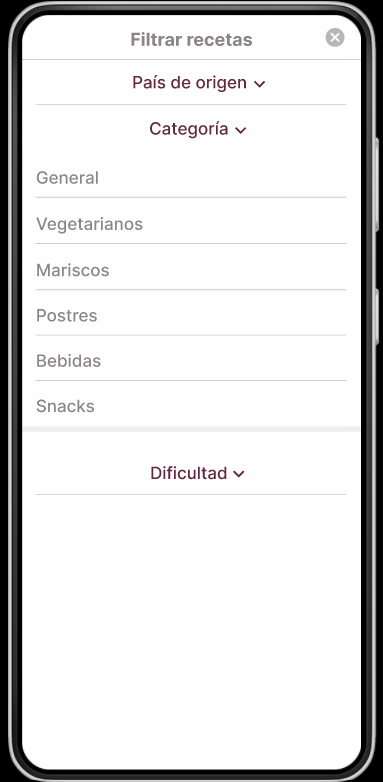 Filtrar recetas
País de origen
Categoría
General
Vegetarianos
Mariscos
Postres
Bebidas
Snacks
Dificultad